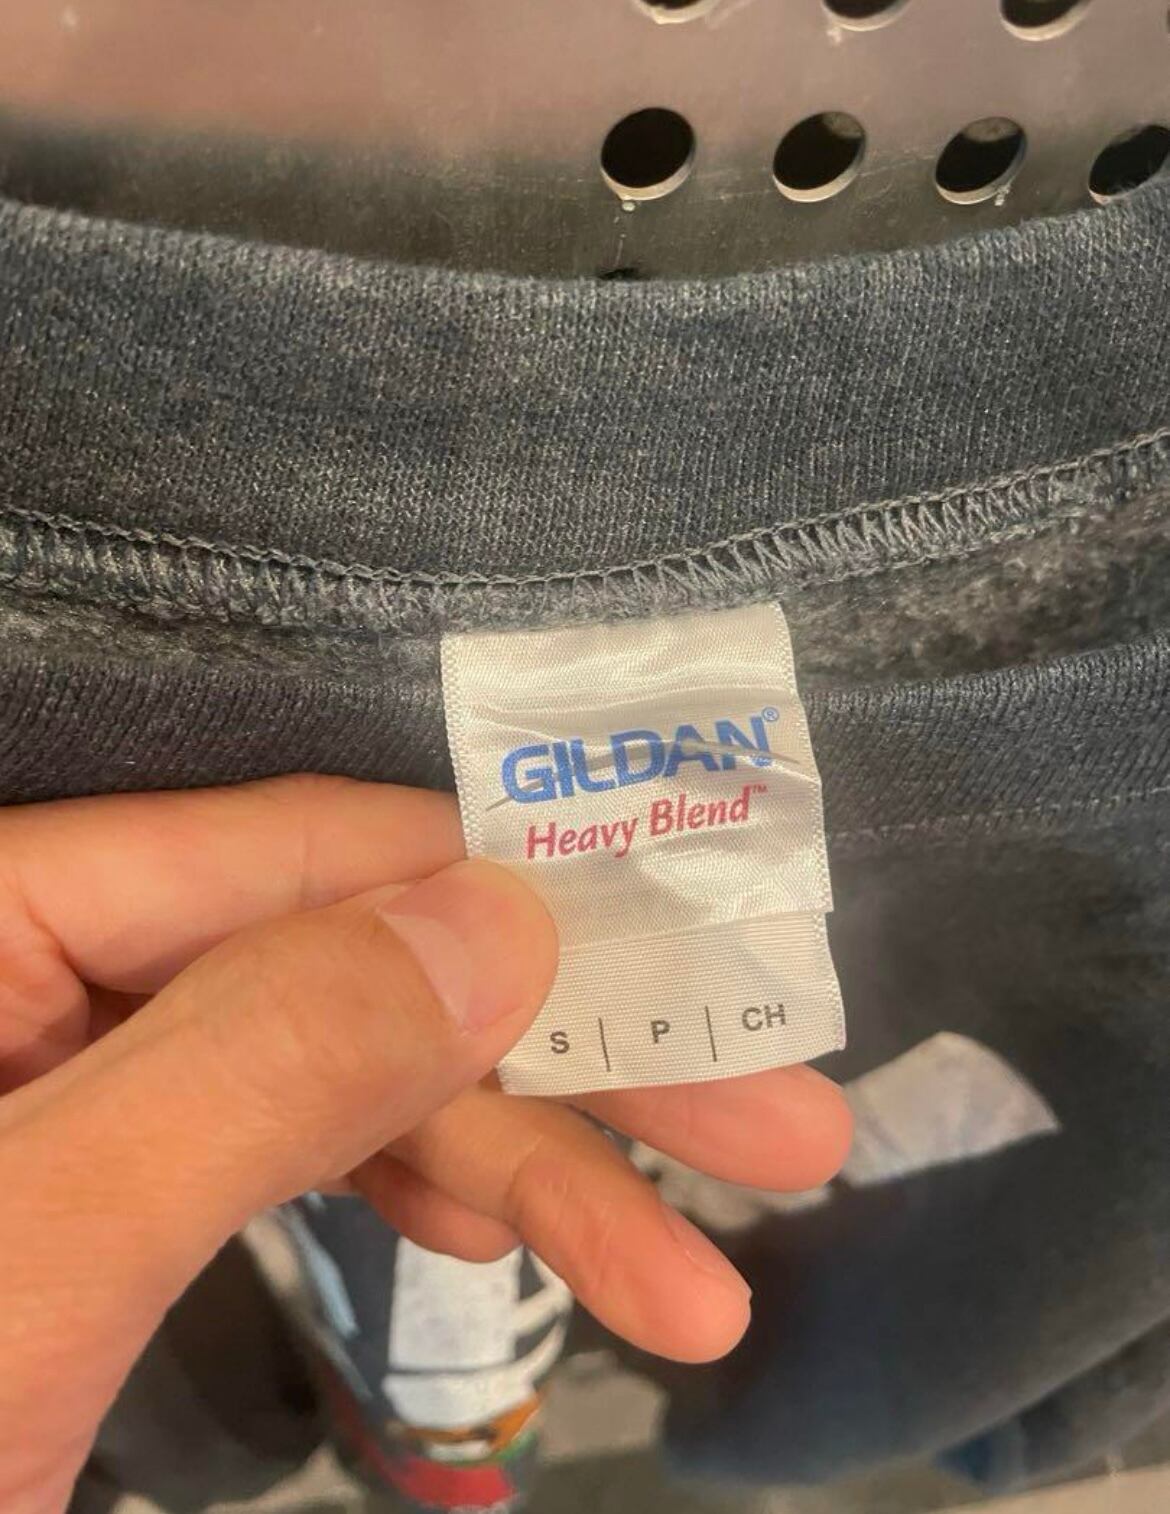 GILDAN®
Heavy Blend™
S | P | CH